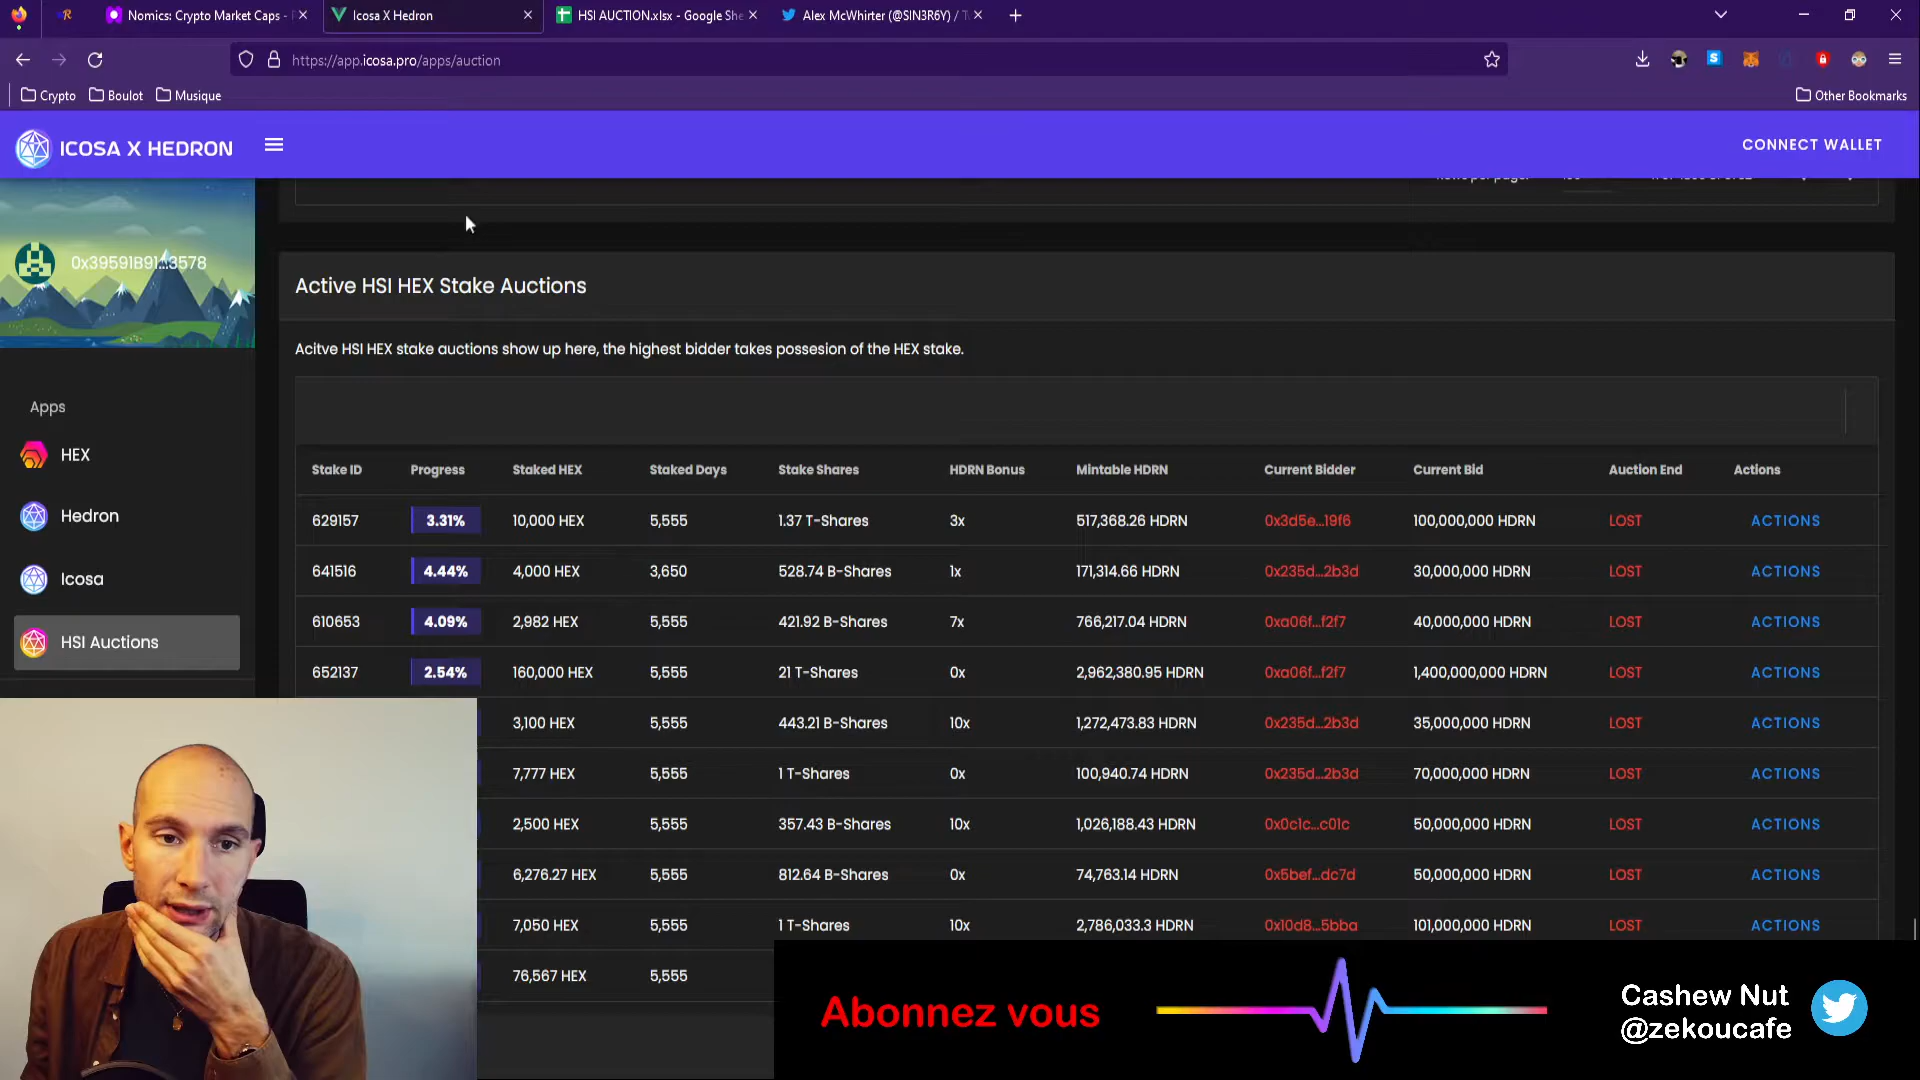 Nomics: Crypto Market Caps -
Icosa X Hedron
HSI AUCTION.xlsx - Google She
Alex McWhirter (@SIN3R6Y) / T
https://app.icosa.pro/apps/auction
Crypto
Boulot
Musique
Other Bookmarks
ICOSA X HEDRON
CONNECT WALLET
0x39591B91...3578
Active HSI HEX Stake Auctions
Acitve HSI HEX stake auctions show up here, the highest bidder takes possesion of the HEX stake.
Apps
HEX
Hedron
Icosa
HSI Auctions
Stake ID Progress Staked HEX Staked Days Stake Shares HDRN Bonus Mintable HDRN Current Bidder Current Bid Auction End Actions
629157 3.31% 10,000 HEX 5,555 1.37 T-Shares 3x 517,368.26 HDRN 0x3d5e...19f6 100,000,000 HDRN LOST ACTIONS
641516 4.44% 4,000 HEX 3,650 528.74 B-Shares 1x 171,314.66 HDRN 0x235d...2b3d 30,000,000 HDRN LOST ACTIONS
610653 4.09% 2,982 HEX 5,555 421.92 B-Shares 7x 766,217.04 HDRN 0xa06f...f2f7 40,000,000 HDRN LOST ACTIONS
652137 2.54% 160,000 HEX 5,555 21 T-Shares 0x 2,962,380.95 HDRN 0xa06f...f2f7 1,400,000,000 HDRN LOST ACTIONS
3,100 HEX 5,555 443.21 B-Shares 10x 1,272,473.83 HDRN 0x235d...2b3d 35,000,000 HDRN LOST ACTIONS
7,777 HEX 5,555 1 T-Shares 0x 100,940.74 HDRN 0x235d...2b3d 70,000,000 HDRN LOST ACTIONS
2,500 HEX 5,555 357.43 B-Shares 10x 1,026,188.43 HDRN 0x0c1c...c01c 50,000,000 HDRN LOST ACTIONS
6,276.27 HEX 5,555 812.64 B-Shares 0x 74,763.14 HDRN 0x5bef...dc7d 50,000,000 HDRN LOST ACTIONS
7,050 HEX 5,555 1 T-Shares 10x 2,786,033.3 HDRN 0x10d8...5bba 101,000,000 HDRN LOST ACTIONS
76,567 HEX 5,555
Abonnez vous
Cashew Nut
@zekoucafe